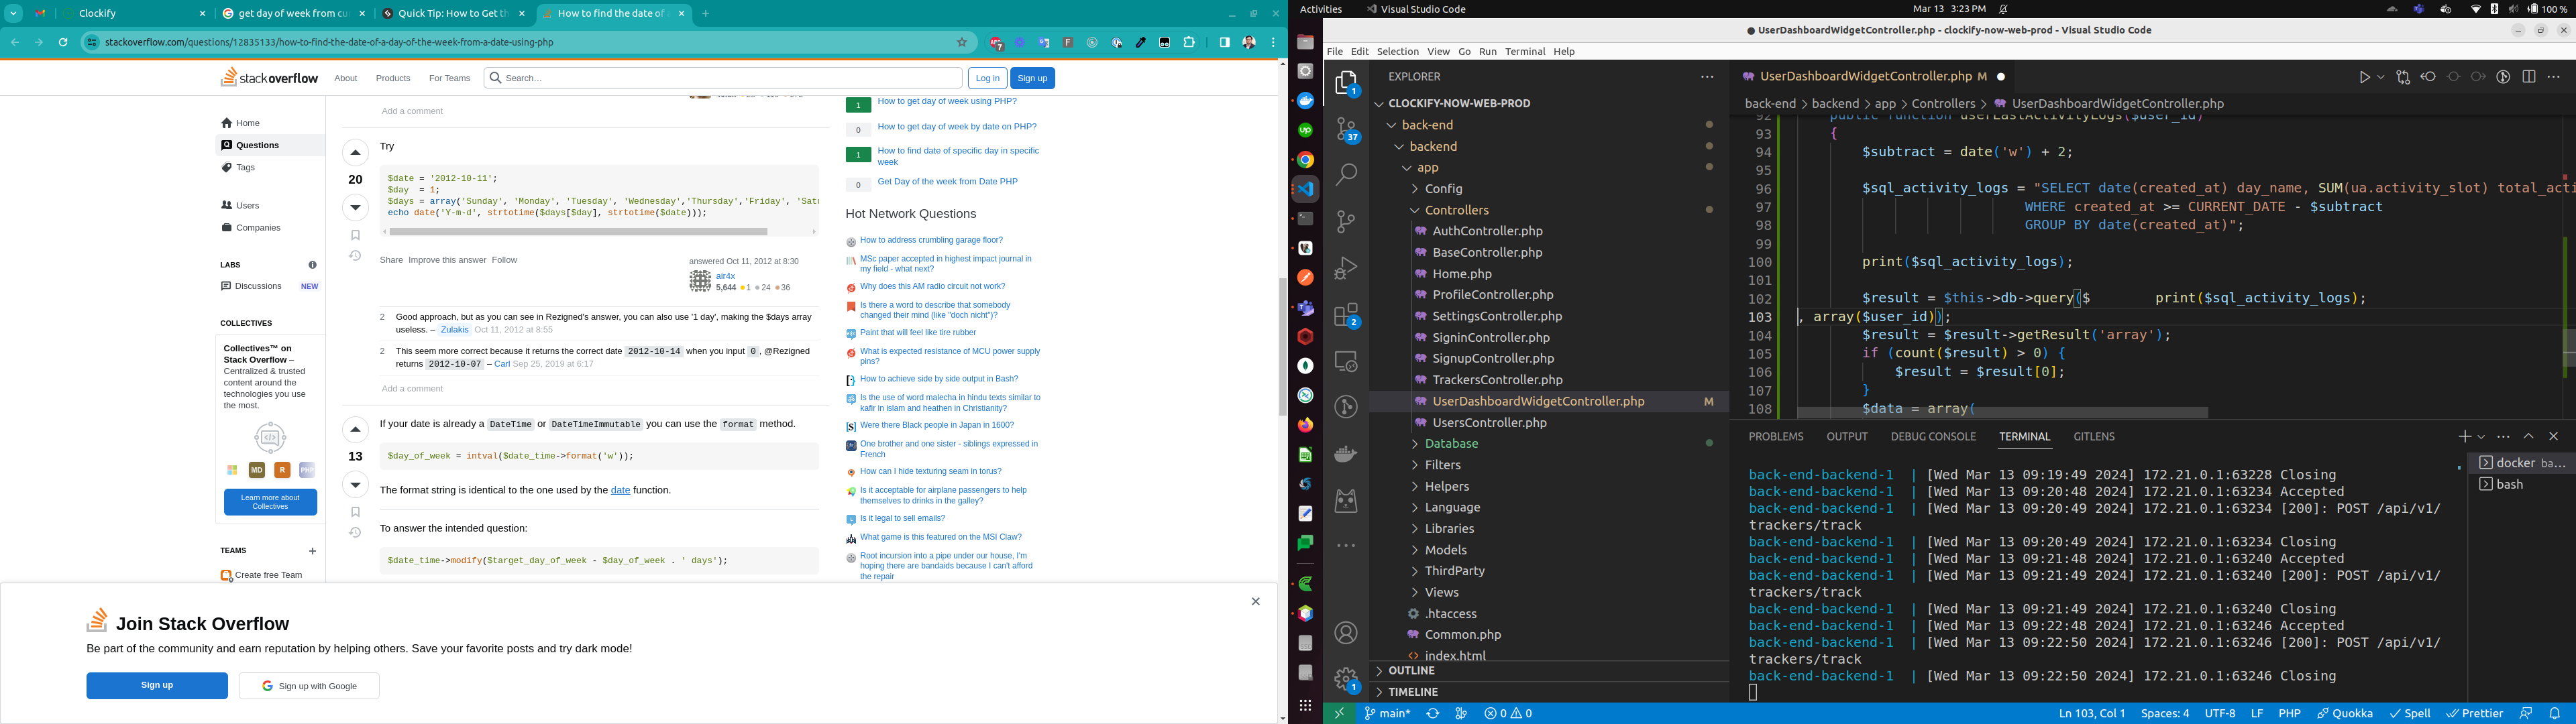 Clockify
get day of week from cu
Quick Tip: How to Get th
How to find the date of
stackoverflow.com/questions/12835133/how-to-find-the-date-of-a-day-of-the-week-from-a-date-using-php
stackoverflow
About
Products
For Teams
Search…
Log in
Sign up
Home
Questions
Tags
Users
Companies
LABS
Discussions
NEW
COLLECTIVES
Collectives™ on
Stack Overflow –
Centralized & trusted
content around the
technologies you use
the most.
MD
R
PHP
Learn more about
Collectives
TEAMS
Create free Team
Add a comment
20
Try
$date = '2012-10-11';
$day  = 1;
$days = array('Sunday', 'Monday', 'Tuesday', 'Wednesday','Thursday','Friday', 'Satu
echo date('Y-m-d', strtotime($days[$day], strtotime($date)));
Share
Improve this answer
Follow
answered Oct 11, 2012 at 8:30
air4x
5,644
1
24
36
2
Good approach, but as you can see in Rezigned's answer, you can also use '1 day', making the $days array
useless. – Zulakis Oct 11, 2012 at 8:55
2
This seem more correct because it returns the correct date 2012-10-14 when you input 0, @Rezigned
returns 2012-10-07 – Carl Sep 25, 2019 at 6:17
Add a comment
13
If your date is already a DateTime or DateTimeImmutable you can use the format method.
$day_of_week = intval($date_time->format('w'));
The format string is identical to the one used by the date function.
To answer the intended question:
$date_time->modify($target_day_of_week - $day_of_week . ' days');
1
How to get day of week using PHP?
0
How to get day of week by date on PHP?
1
How to find date of specific day in specific
week
0
Get Day of the week from Date PHP
Hot Network Questions
How to address crumbling garage floor?
MSc paper accepted in highest impact journal in
my field - what next?
Why does this AM radio circuit not work?
Is there a word to describe that somebody
changed their mind (like "doch nicht")?
Paint that will feel like tire rubber
What is expected resistance of MCU power supply
pins?
How to achieve side by side output in Bash?
Is the use of word malecha in hindu texts similar to
kafir in islam and heathen in Christianity?
Were there Black people in Japan in 1600?
One brother and one sister - siblings expressed in
French
How can I hide texturing seam in torus?
Is it acceptable for airplane passengers to help
themselves to drinks in the galley?
Is it legal to sell emails?
What game is this featured on the MSI Claw?
Root incursion into a pipe under our house, I'm
hoping there are bandaids because I can't afford
the repair
Join Stack Overflow
Be part of the community and earn reputation by helping others. Save your favorite posts and try dark mode!
Sign up
Sign up with Google
Activities
Visual Studio Code
Mar 13  3:23 PM
100 %
UserDashboardWidgetController.php - clockify-now-web-prod - Visual Studio Code
File
Edit
Selection
View
Go
Run
Terminal
Help
1
37
2
1
EXPLORER
CLOCKIFY-NOW-WEB-PROD
back-end
backend
app
Config
Controllers
AuthController.php
BaseController.php
Home.php
ProfileController.php
SettingsController.php
SigninController.php
SignupController.php
TrackersController.php
UserDashboardWidgetController.php
M
UsersController.php
Database
Filters
Helpers
Language
Libraries
Models
ThirdParty
Views
.htaccess
Common.php
index.html
OUTLINE
TIMELINE
UserDashboardWidgetController.php M
back-end > backend > app > Controllers > UserDashboardWidgetController.php
92 public function userLastActivityLogs($user_id)
93 {
94 $subtract = date('w') + 2;
95
96 $sql_activity_logs = "SELECT date(created_at) day_name, SUM(ua.activity_slot) total_acti
97 WHERE created_at >= CURRENT_DATE - $subtract
98 GROUP BY date(created_at)";
99
100 print($sql_activity_logs);
101
102 $result = $this->db->query($        print($sql_activity_logs);
103 , array($user_id));
104 $result = $result->getResult('array');
105 if (count($result) > 0) {
106 $result = $result[0];
107 }
108 $data = array(
PROBLEMS
OUTPUT
DEBUG CONSOLE
TERMINAL
GITLENS
docker ba…
bash
back-end-backend-1  | [Wed Mar 13 09:19:49 2024] 172.21.0.1:63228 Closing
back-end-backend-1  | [Wed Mar 13 09:20:48 2024] 172.21.0.1:63234 Accepted
back-end-backend-1  | [Wed Mar 13 09:20:49 2024] 172.21.0.1:63234 [200]: POST /api/v1/
trackers/track
back-end-backend-1  | [Wed Mar 13 09:20:49 2024] 172.21.0.1:63234 Closing
back-end-backend-1  | [Wed Mar 13 09:21:48 2024] 172.21.0.1:63240 Accepted
back-end-backend-1  | [Wed Mar 13 09:21:49 2024] 172.21.0.1:63240 [200]: POST /api/v1/
trackers/track
back-end-backend-1  | [Wed Mar 13 09:21:49 2024] 172.21.0.1:63240 Closing
back-end-backend-1  | [Wed Mar 13 09:22:48 2024] 172.21.0.1:63246 Accepted
back-end-backend-1  | [Wed Mar 13 09:22:50 2024] 172.21.0.1:63246 [200]: POST /api/v1/
trackers/track
back-end-backend-1  | [Wed Mar 13 09:22:50 2024] 172.21.0.1:63246 Closing
main*
0
0
Ln 103, Col 1
Spaces: 4
UTF-8
LF
PHP
Quokka
Spell
Prettier